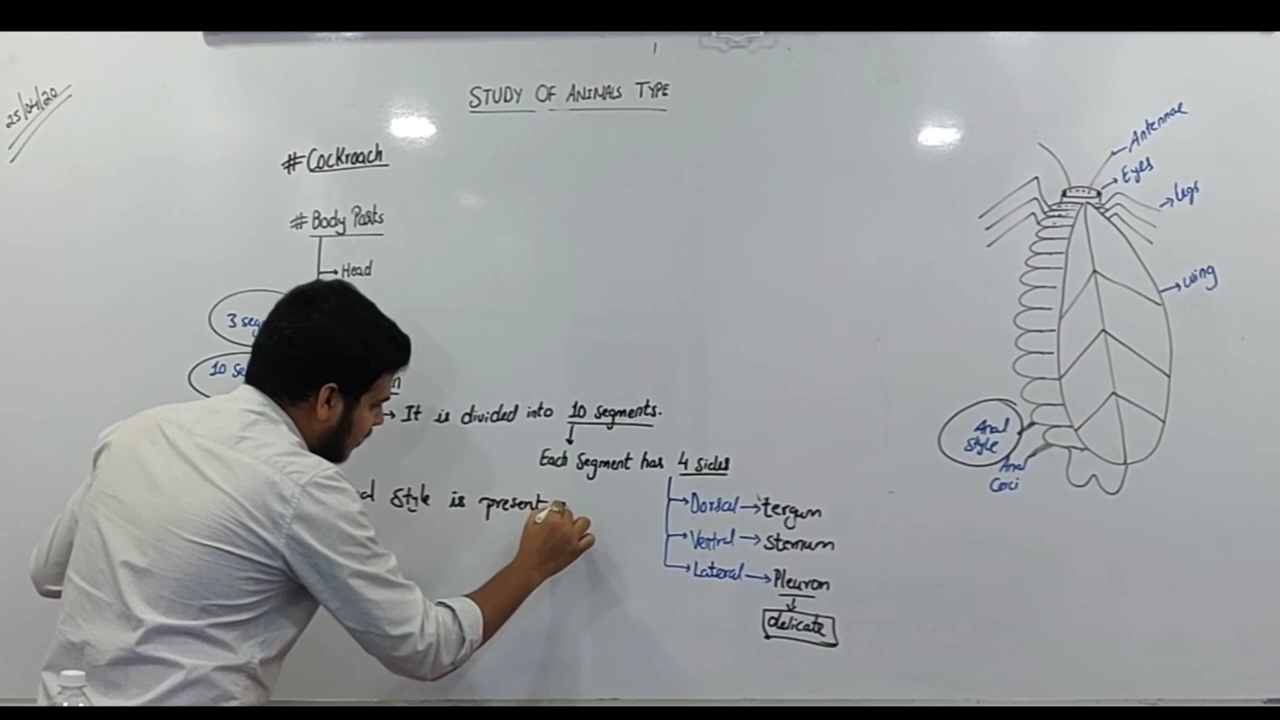 25/04/20
STUDY OF ANIMALS TYPE
#Cockroach
#Body Parts
Head
3 seg
10 se
It is divided into 10 segments.
Each segment has 4 sides
Style is present
Dorsal → tergum
Ventral → sternum
Lateral → Pleuron
delicate
Antennae
Eyes
Legs
wing
Anal Style
Anal Cerci